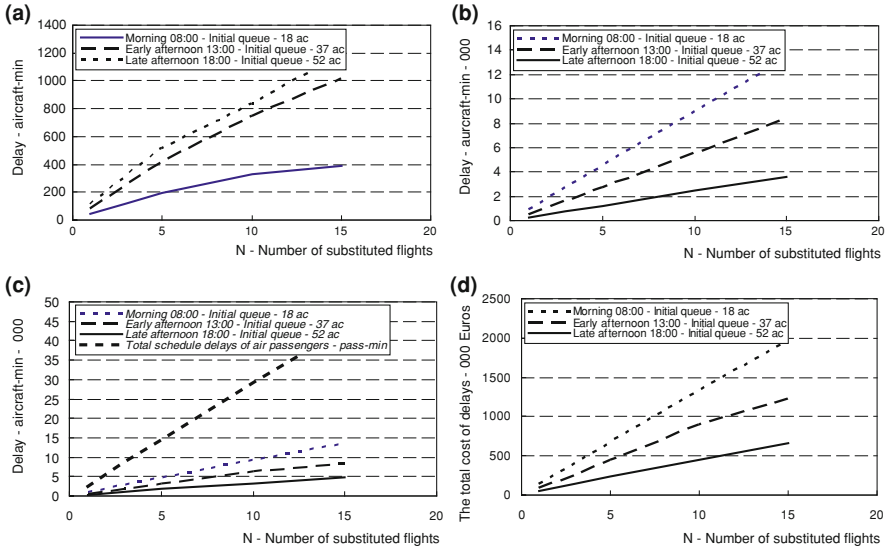 (a)
Morning 08:00 - Initial queue - 18 ac
Early afternoon 13:00 - Initial queue - 37 ac
Late afternoon 18:00 - Initial queue - 52 ac
Delay - aircraft-min
1400
1200
1000
800
600
400
200
0
0 5 10 15 20
N - Number of substituted flights
(b)
Morning 08:00 - Initial queue - 18 ac
Early afternoon 13:00 - Initial queue - 37 ac
Late afternoon 18:00 - Initial queue - 52 ac
Delay - aurcraft-min - 000
16
14
12
10
8
6
4
2
0
0 5 10 15 20
N - Number of substituted flights
(c)
Morning 08:00 - Initial queue - 18 ac
Early afternoon 13:00 - Initial queue - 37 ac
Late afternoon 18:00 - Initial queue - 52 ac
Total schedule delays of air passengers - pass-min
Delay - aircraft-min - 000
50
45
40
35
30
25
20
15
10
5
0
0 5 10 15 20
N - Number of substituted flights
(d)
Morning 08:00 - Initial queue - 18 ac
Early afternoon 13:00 - Initial queue - 37 ac
Late afternoon 18:00 - Initial queue - 52 ac
The total cost of delays - 000 Euros
2500
2000
1500
1000
500
0
0 5 10 15 20
N - Number of substituted flights